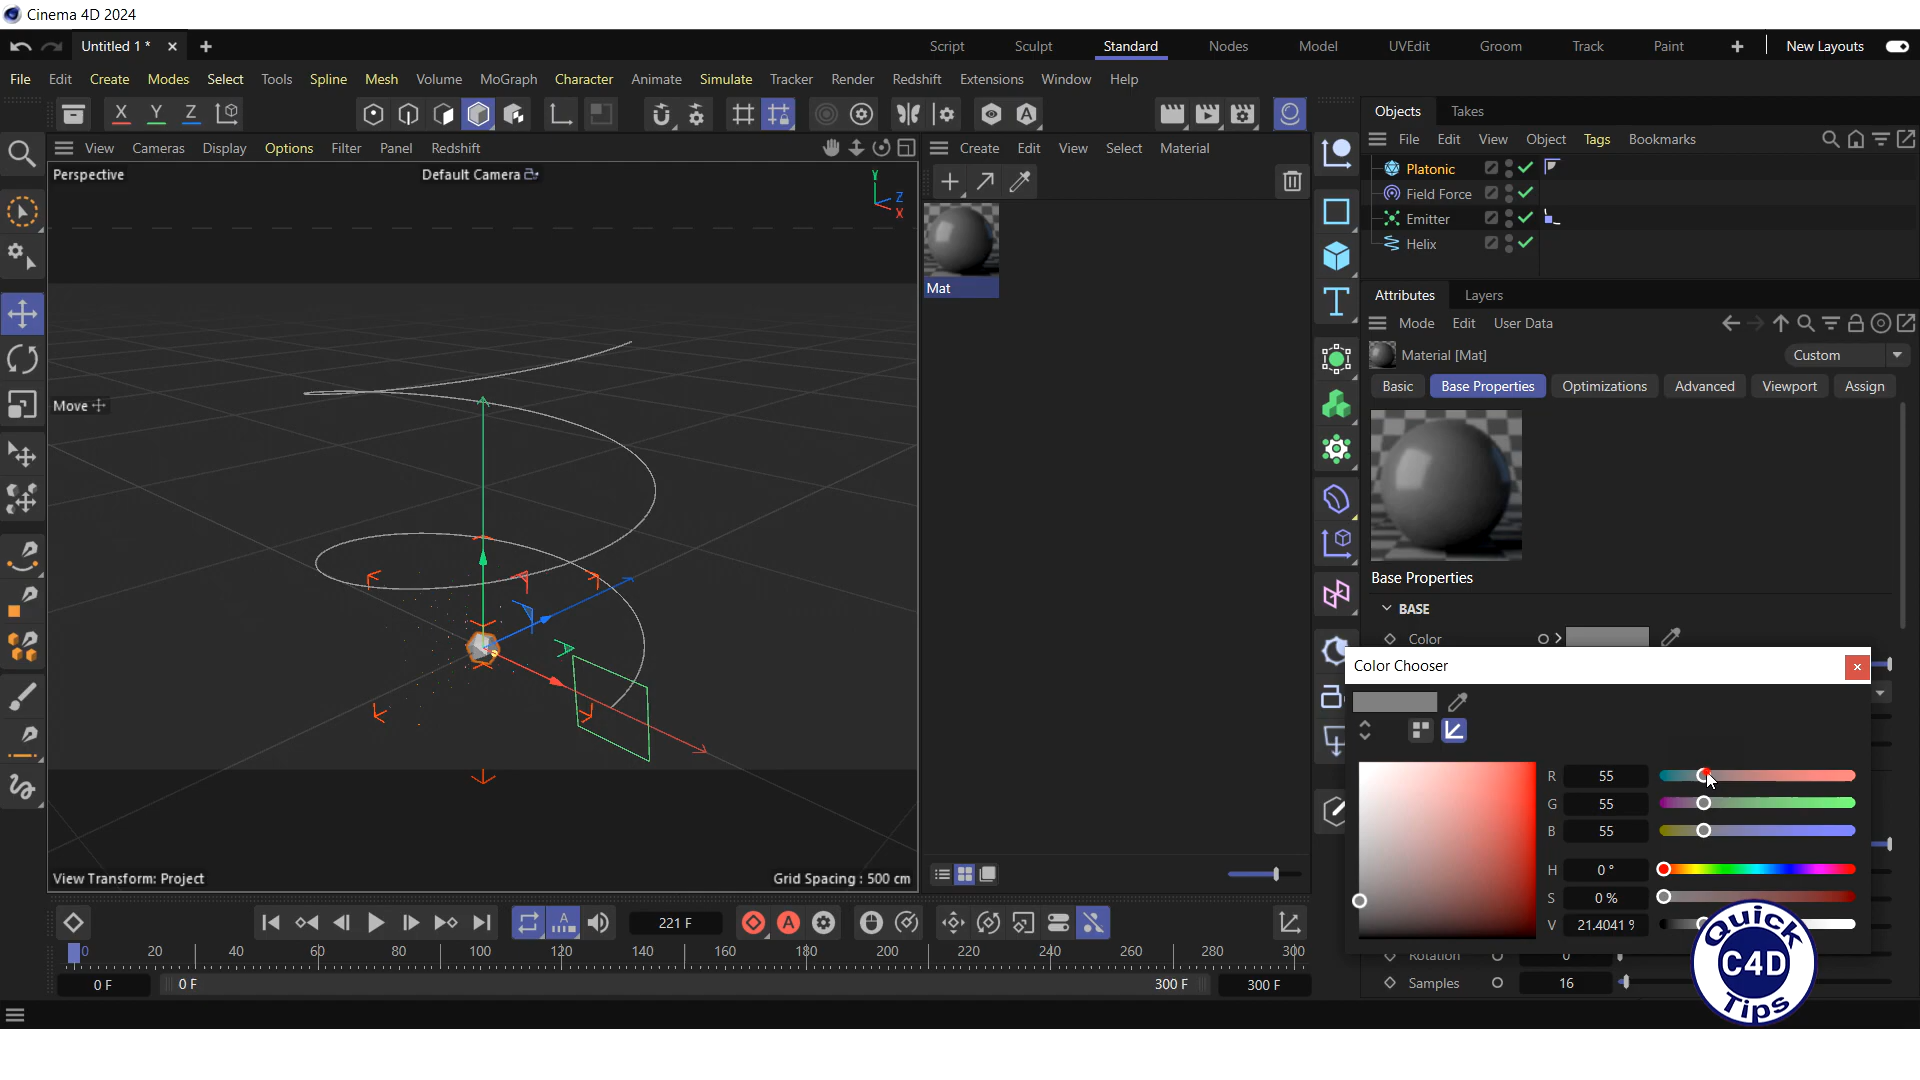 Cinema 4D 2024
Untitled 1 *
Script Sculpt Standard Nodes Model UVEdit Groom Track Paint New Layouts
File Edit Create Modes Select Tools Spline Mesh Volume MoGraph Character Animate Simulate Tracker Render Redshift Extensions Window Help
X Y Z
Objects Takes
File Edit View Object Tags Bookmarks
View Cameras Display Options Filter Panel Redshift
Create Edit View Select Material
Perspective
Default Camera
Y
Z
X
Platonic
Field Force
Emitter
Helix
Mat
Attributes Layers
Mode Edit User Data
Material [Mat]
Custom
Basic Base Properties Optimizations Advanced Viewport Assign
Move
Base Properties
BASE
Color
Color Chooser
R 55
G 55
B 55
H 0 °
S 0 %
V 21.4041 %
Rotation 0
Samples 16
View Transform: Project
Grid Spacing : 500 cm
221 F
0 20 40 60 80 100 120 140 160 180 200 220 240 260 280 300
0 F
0 F
300 F
300 F
Quick
C4D
Tips